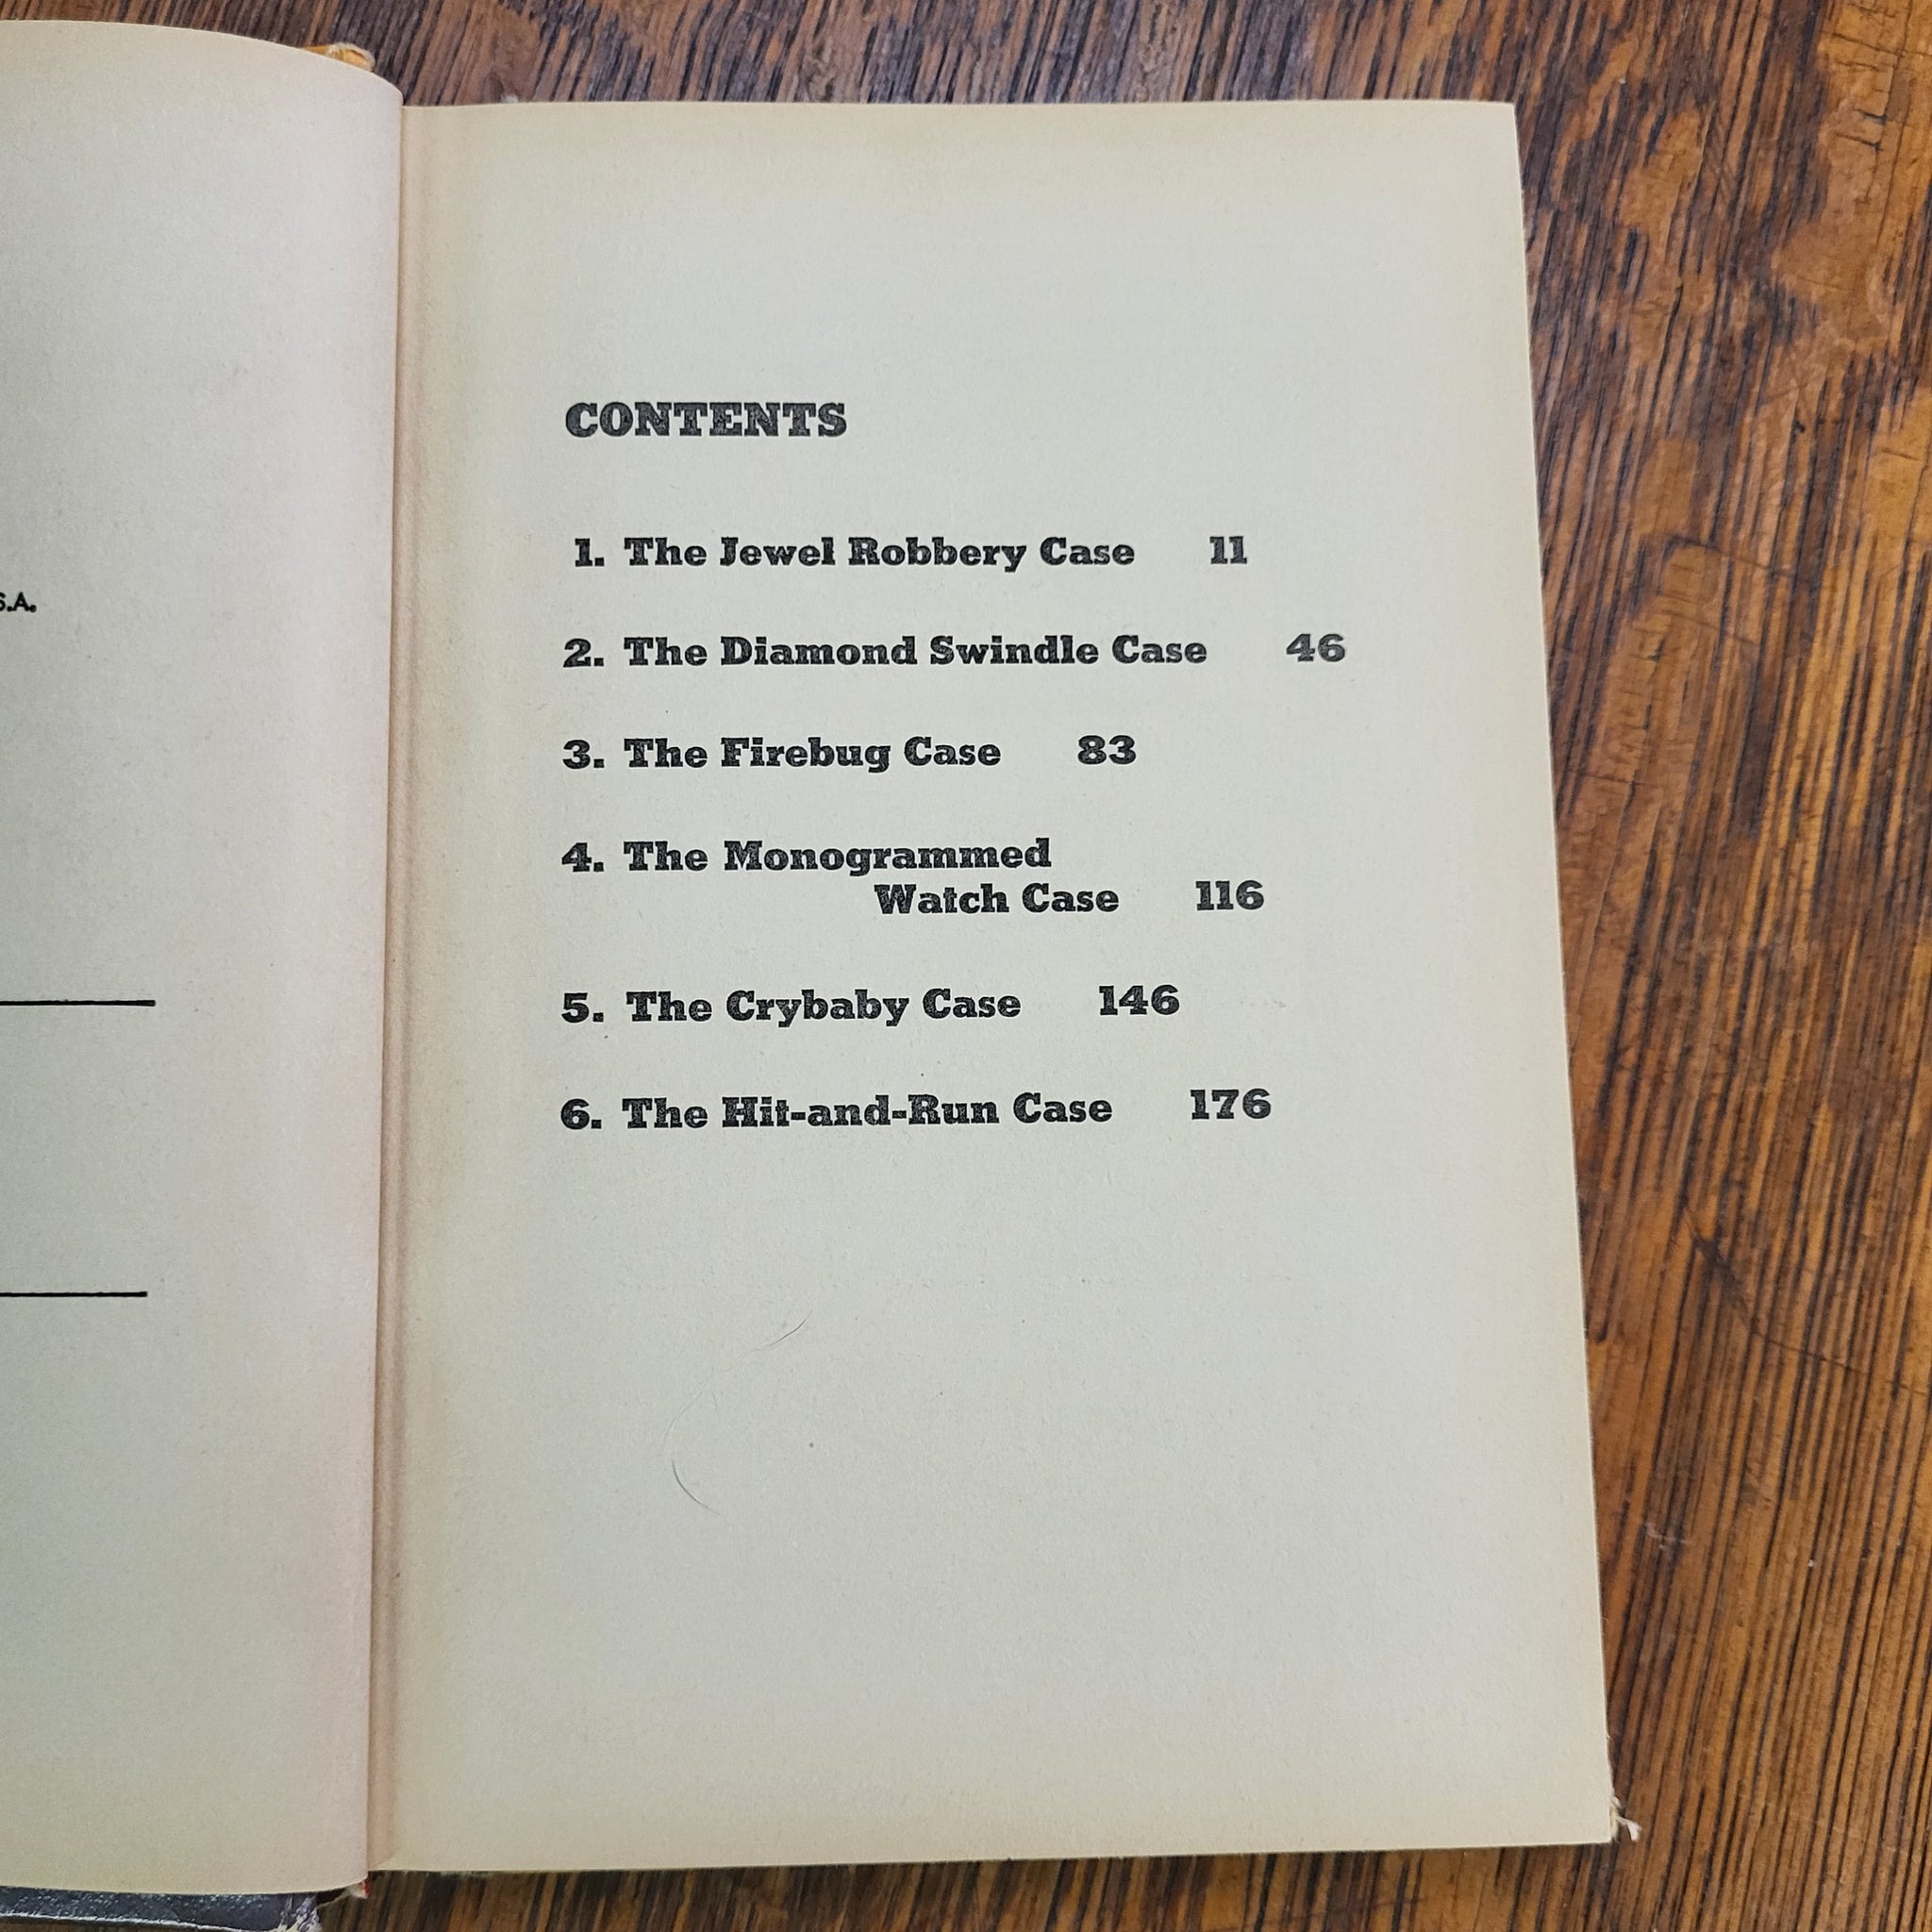 S.A.
CONTENTS
1. The Jewel Robbery Case 11
2. The Diamond Swindle Case 46
3. The Firebug Case 83
4. The Monogrammed
Watch Case 116
5. The Crybaby Case 146
6. The Hit-and-Run Case 176